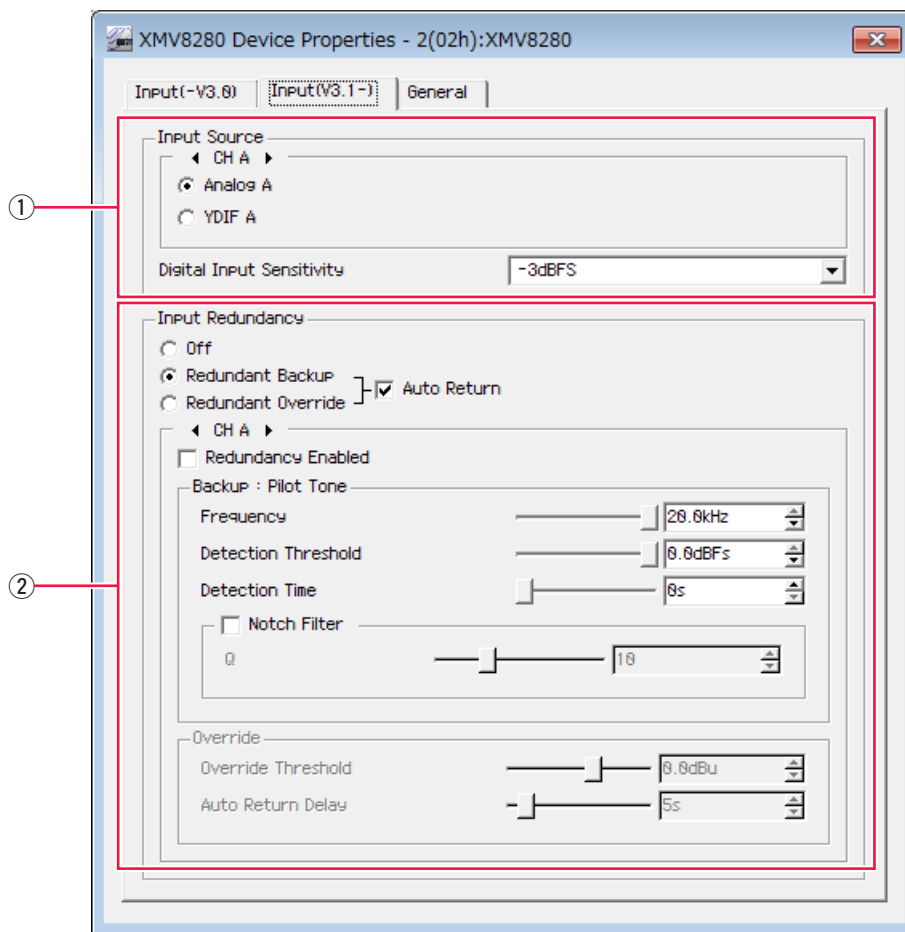 XMV8280 Device Properties - 2(02h):XMV8280
Input(-V3.0) Input(V3.1-) General
Input Source
CH A
Analog A
YDIF A
Digital Input Sensitivity -3dBFS
Input Redundancy
Off
Redundant Backup
Auto Return
Redundant Override
CH A
Redundancy Enabled
Backup : Pilot Tone
Frequency 20.0kHz
Detection Threshold 0.0dBFs
Detection Time 0s
Notch Filter
Q 10
Override
Override Threshold 0.0dBu
Auto Return Delay 5s
①
②